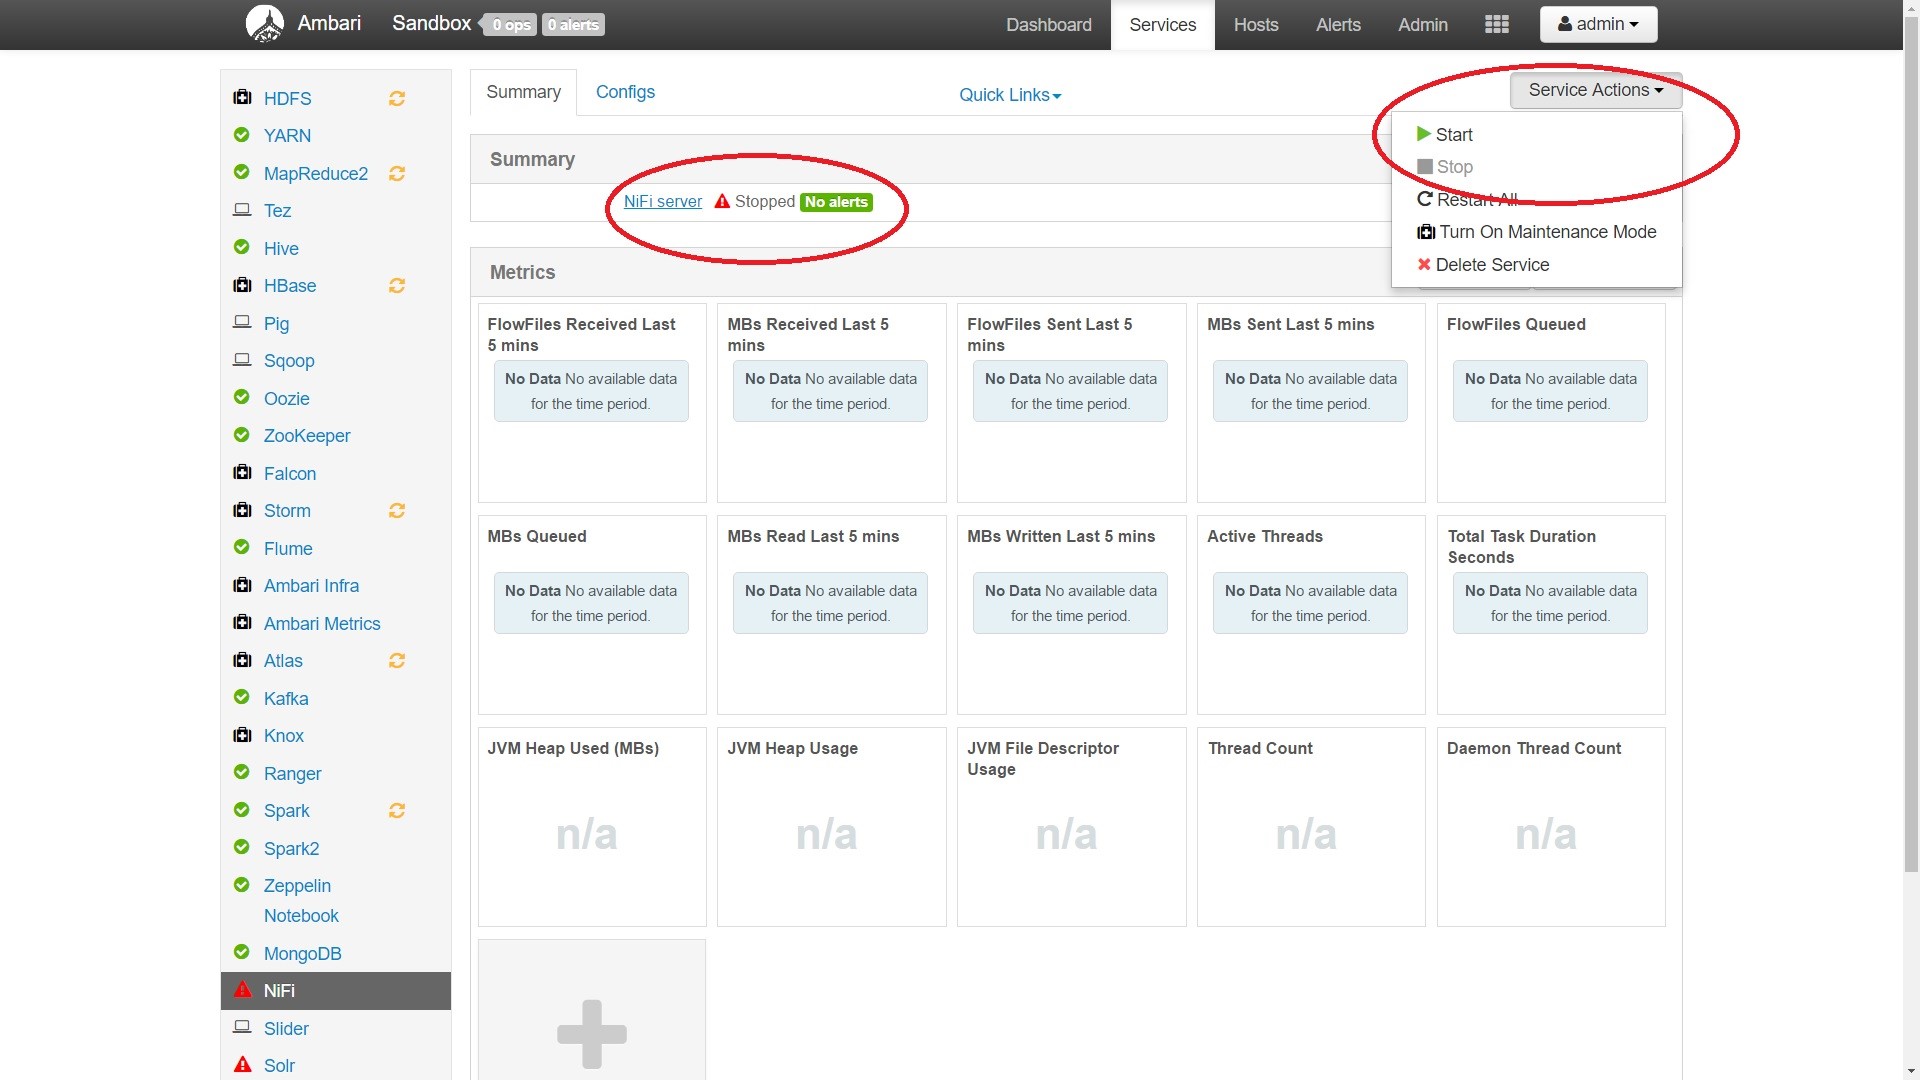 Ambari Sandbox 0 ops 0 alerts Dashboard Services Hosts Alerts Admin admin
HDFS
YARN
MapReduce2
Tez
Hive
HBase
Pig
Sqoop
Oozie
ZooKeeper
Falcon
Storm
Flume
Ambari Infra
Ambari Metrics
Atlas
Kafka
Knox
Ranger
Spark
Spark2
Zeppelin
Notebook
MongoDB
NiFi
Slider
Solr
Summary Configs Quick Links Service Actions
Start
Stop
Restart All
Turn On Maintenance Mode
Delete Service
Summary
NiFi server Stopped No alerts
Metrics
FlowFiles Received Last
5 mins
No Data No available data
for the time period.
MBs Received Last 5
mins
No Data No available data
for the time period.
FlowFiles Sent Last 5
mins
No Data No available data
for the time period.
MBs Sent Last 5 mins
No Data No available data
for the time period.
FlowFiles Queued
No Data No available data
for the time period.
MBs Queued
No Data No available data
for the time period.
MBs Read Last 5 mins
No Data No available data
for the time period.
MBs Written Last 5 mins
No Data No available data
for the time period.
Active Threads
No Data No available data
for the time period.
Total Task Duration
Seconds
No Data No available data
for the time period.
JVM Heap Used (MBs)
n/a
JVM Heap Usage
n/a
JVM File Descriptor
Usage
n/a
Thread Count
n/a
Daemon Thread Count
n/a